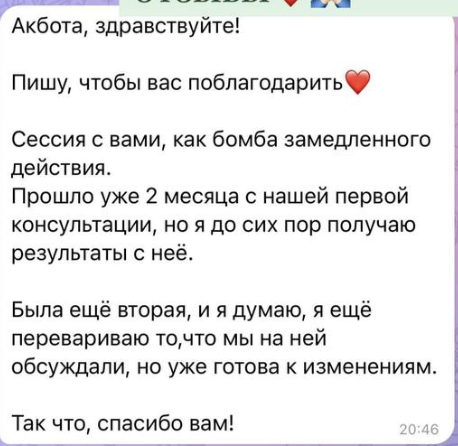 ОТЗЫВЫ ❤️
Акбота, здравствуйте!
Пишу, чтобы вас поблагодарить❤️
Сессия с вами, как бомба замедленного
действия.
Прошло уже 2 месяца с нашей первой
консультации, но я до сих пор получаю
результаты с неё.
Была ещё вторая, и я думаю, я ещё
перевариваю то,что мы на ней
обсуждали, но уже готова к изменениям.
Так что, спасибо вам!
20:46